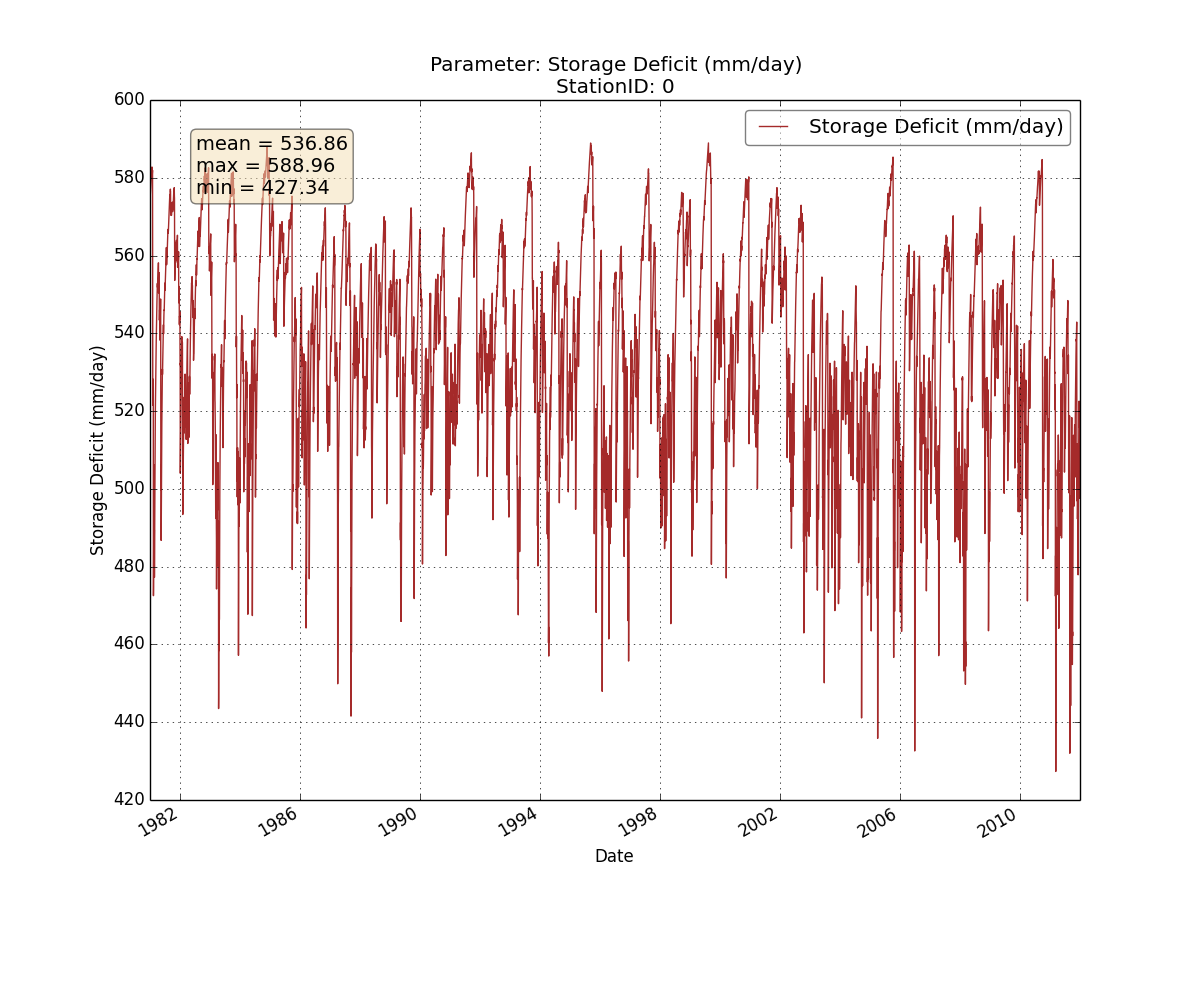 Parameter: Storage Deficit (mm/day)
StationID: 0
600
580
560
540
520
500
480
460
440
420
Storage Deficit (mm/day)
mean = 536.86
max = 588.96
min = 427.34
Storage Deficit (mm/day)
1982
1986
1990
1994
1998
2002
2006
2010
Date